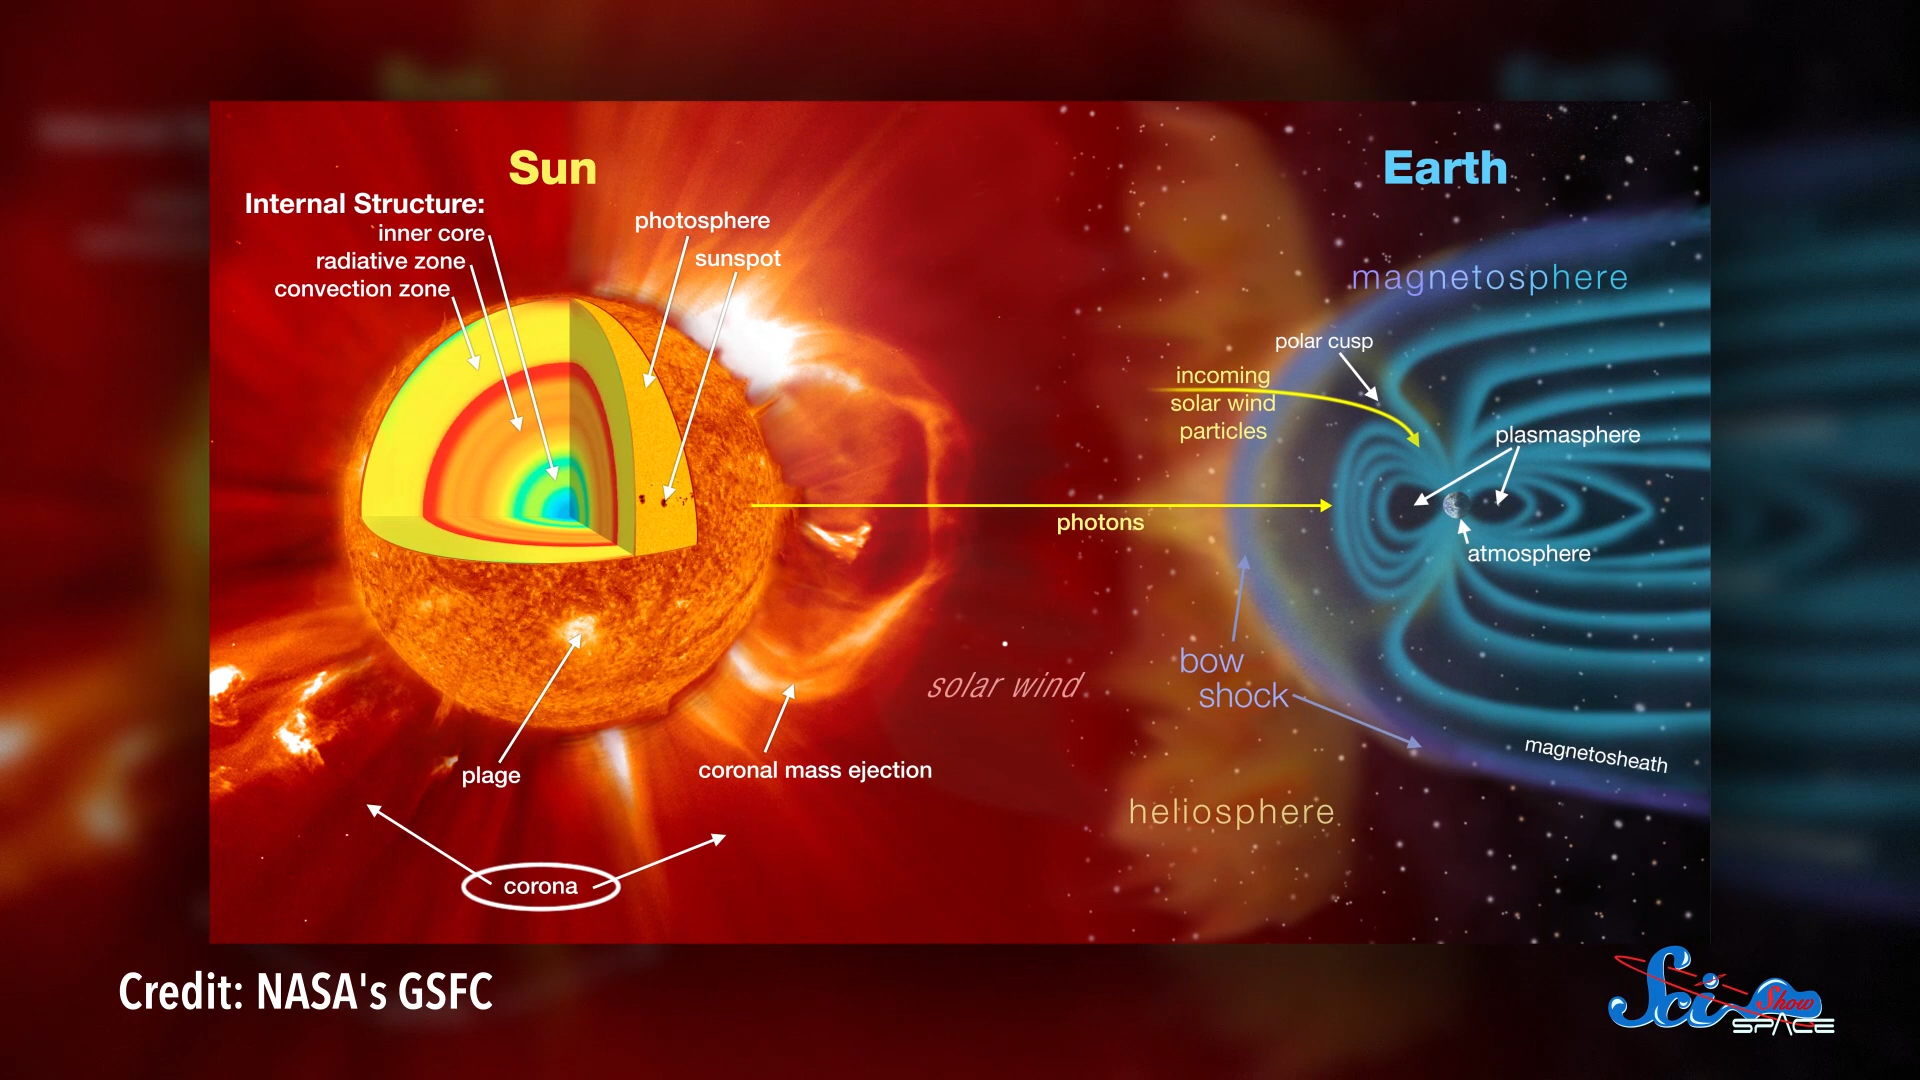 Sun
Earth
Internal Structure:
inner core
radiative zone
convection zone
photosphere
sunspot
magnetosphere
polar cusp
incoming
solar wind
particles
plasmasphere
photons
atmosphere
bow
shock
solar wind
magnetosheath
plage
coronal mass ejection
heliosphere
corona
Credit: NASA's GSFC
Sci Show
SPACE